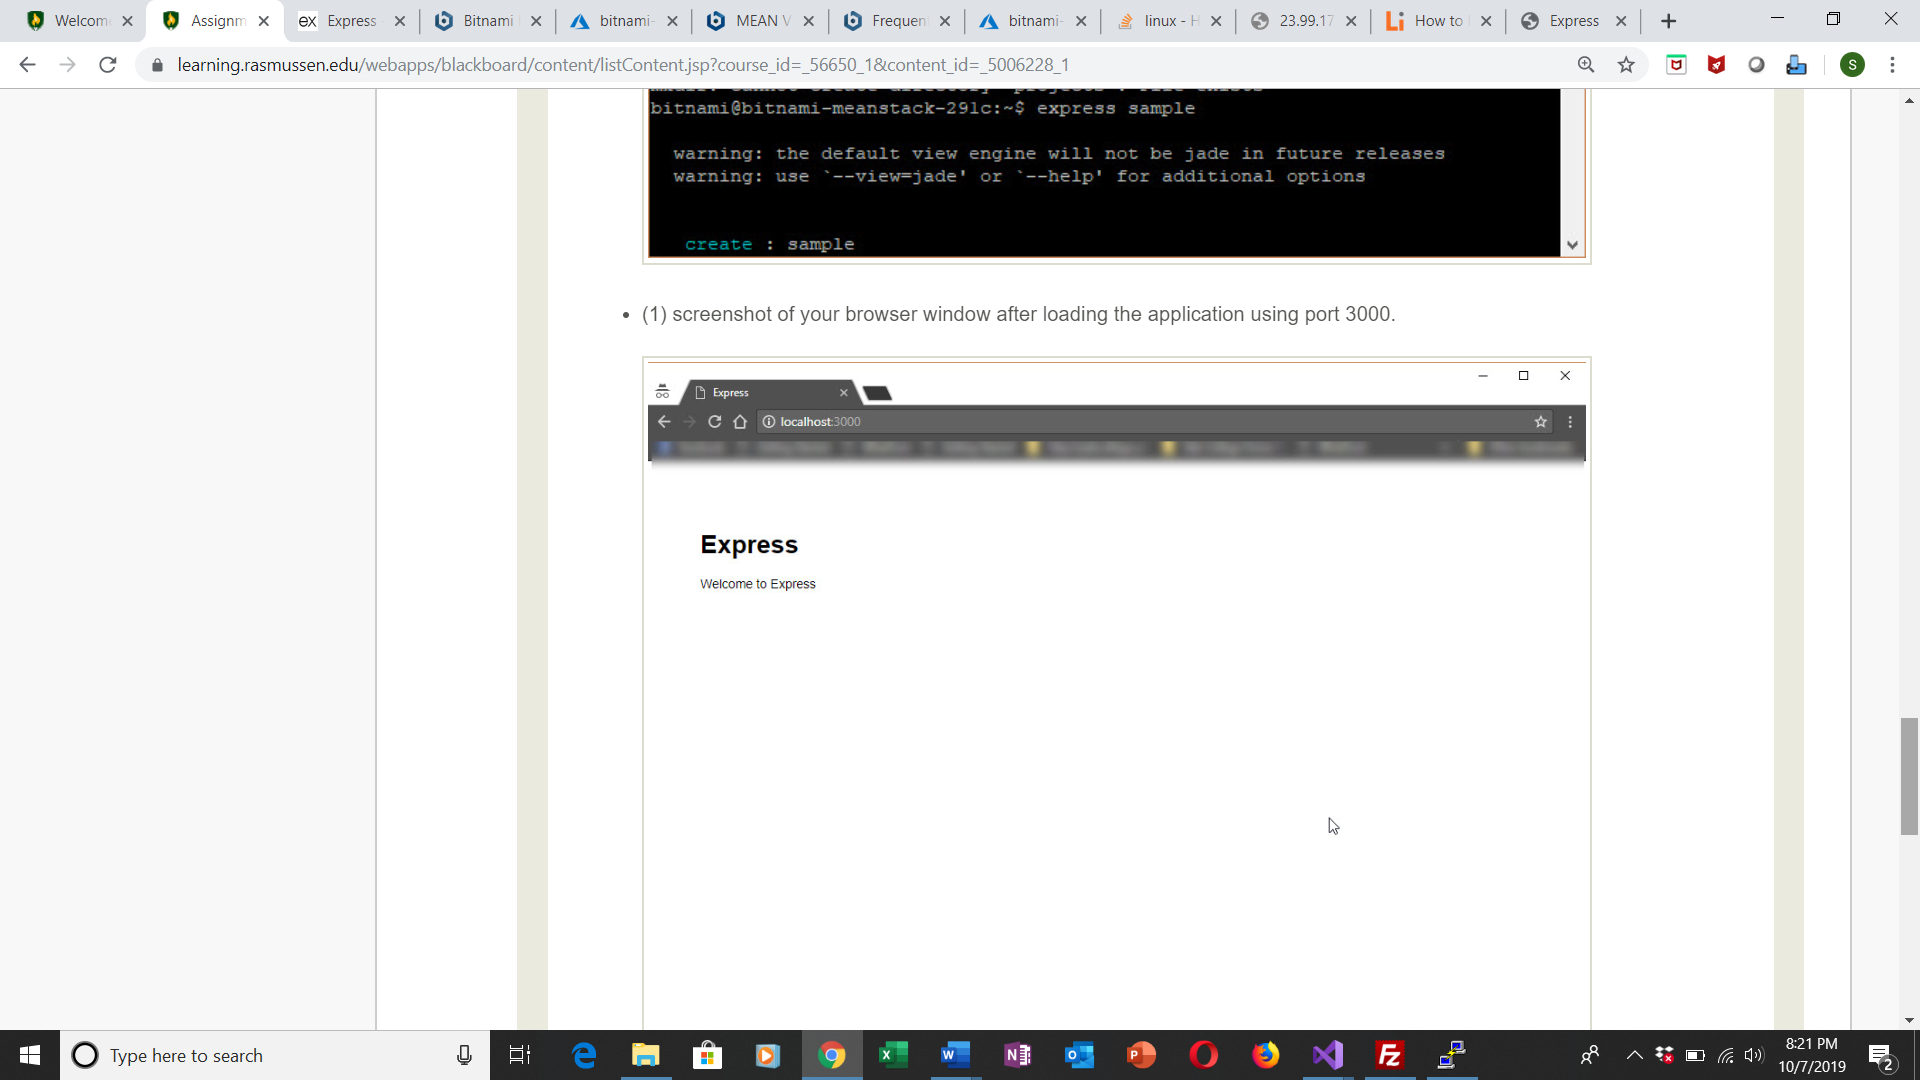 Welcom
Assignm
ex Express
Bitnami
bitnami-
MEAN V
Frequen
bitnami-
linux - H
23.99.17
Li How to
Express
learning.rasmussen.edu/webapps/blackboard/content/listContent.jsp?course_id=_56650_1&content_id=_5006228_1
S
bitnami@bitnami-meanstack-291c:~$ express sample
warning: the default view engine will not be jade in future releases
warning: use `--view=jade' or `--help' for additional options
create : sample
• (1) screenshot of your browser window after loading the application using port 3000.
Express
localhost:3000
Express
Welcome to Express
Type here to search
8:21 PM
10/7/2019
2